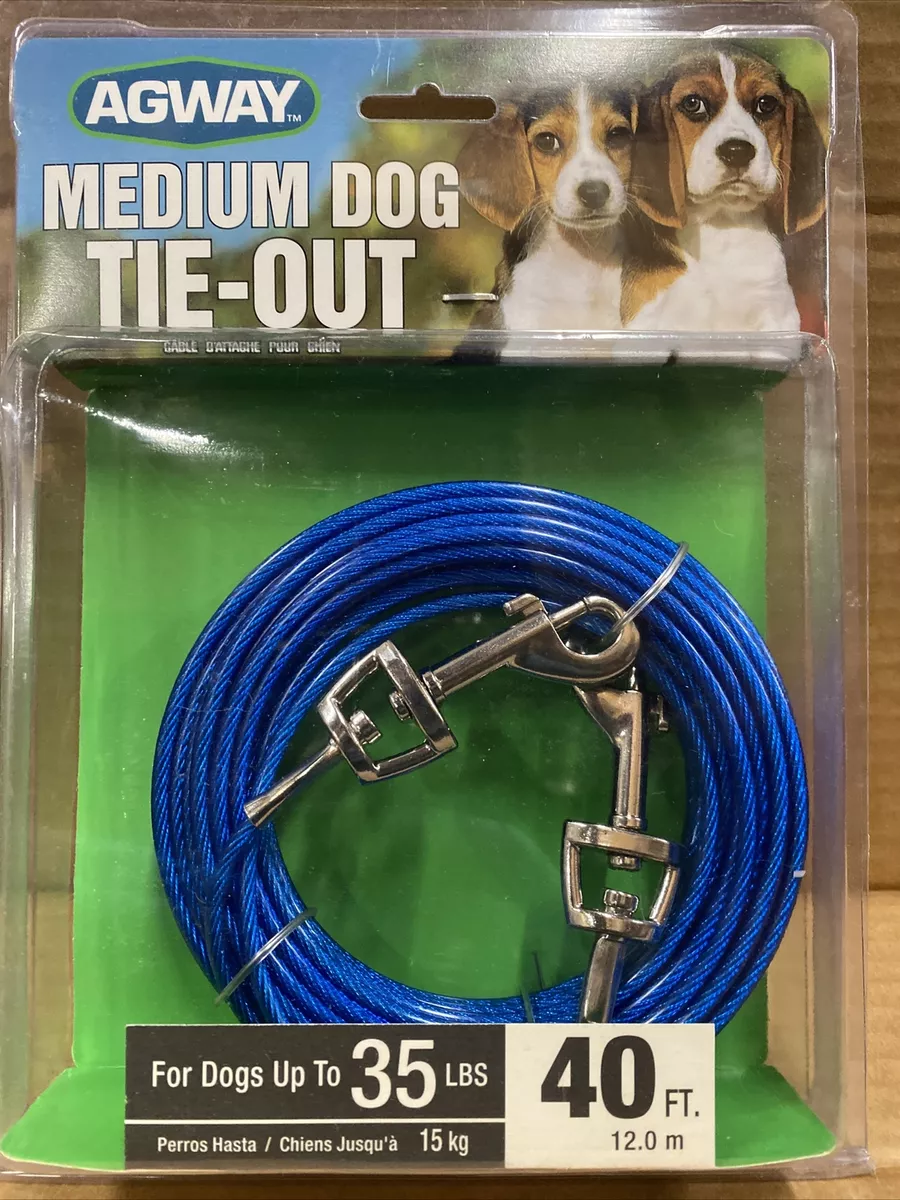 AGWAY™
MEDIUM DOG
TIE-OUT
CÂBLE D'ATTACHE POUR CHIEN
For Dogs Up To 35 LBS
Perros Hasta / Chiens Jusqu'à 15 kg
40 FT.
12.0 m